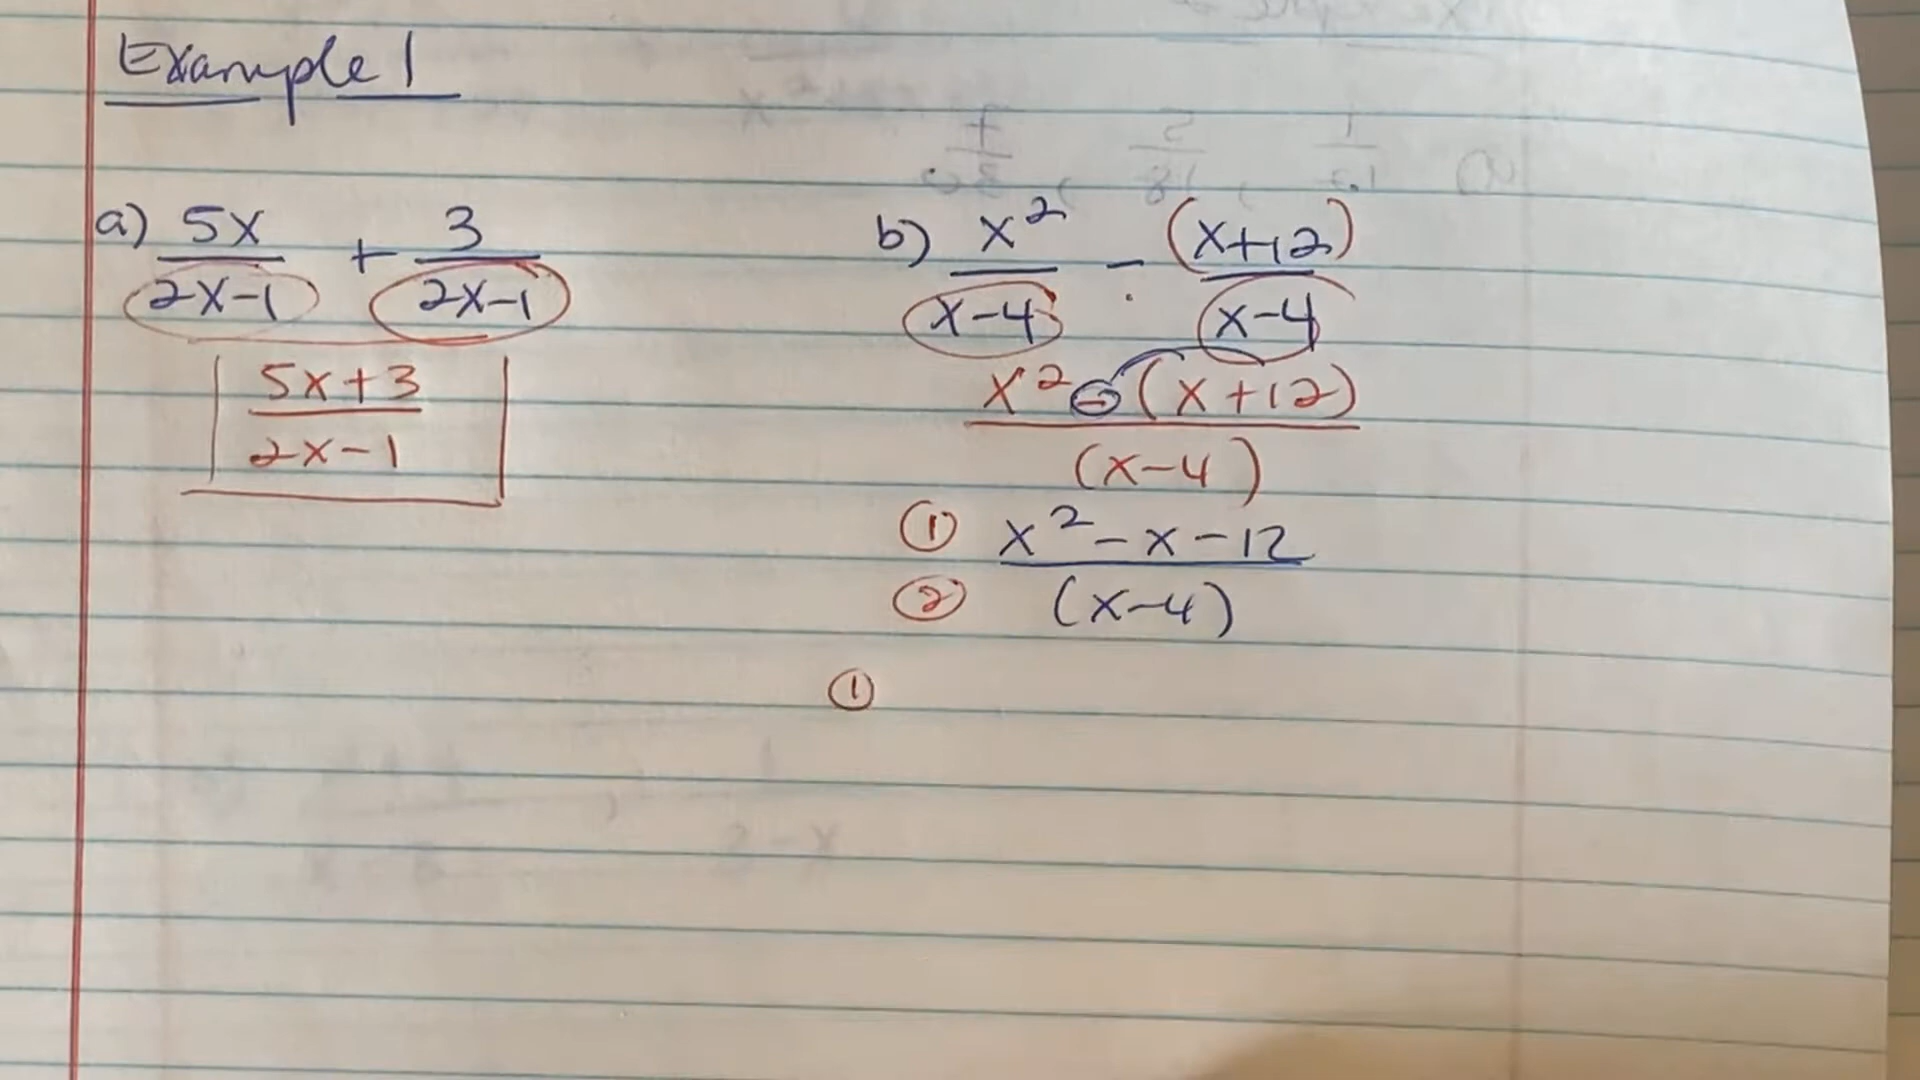 Example 1
a) 5x/2x-1 + 3/2x-1
5x+3/2x-1
b) x²/x-4 - (x+12)/x-4
x² - (x+12)/(x-4)
① x²-x-12
② (x-4)
①